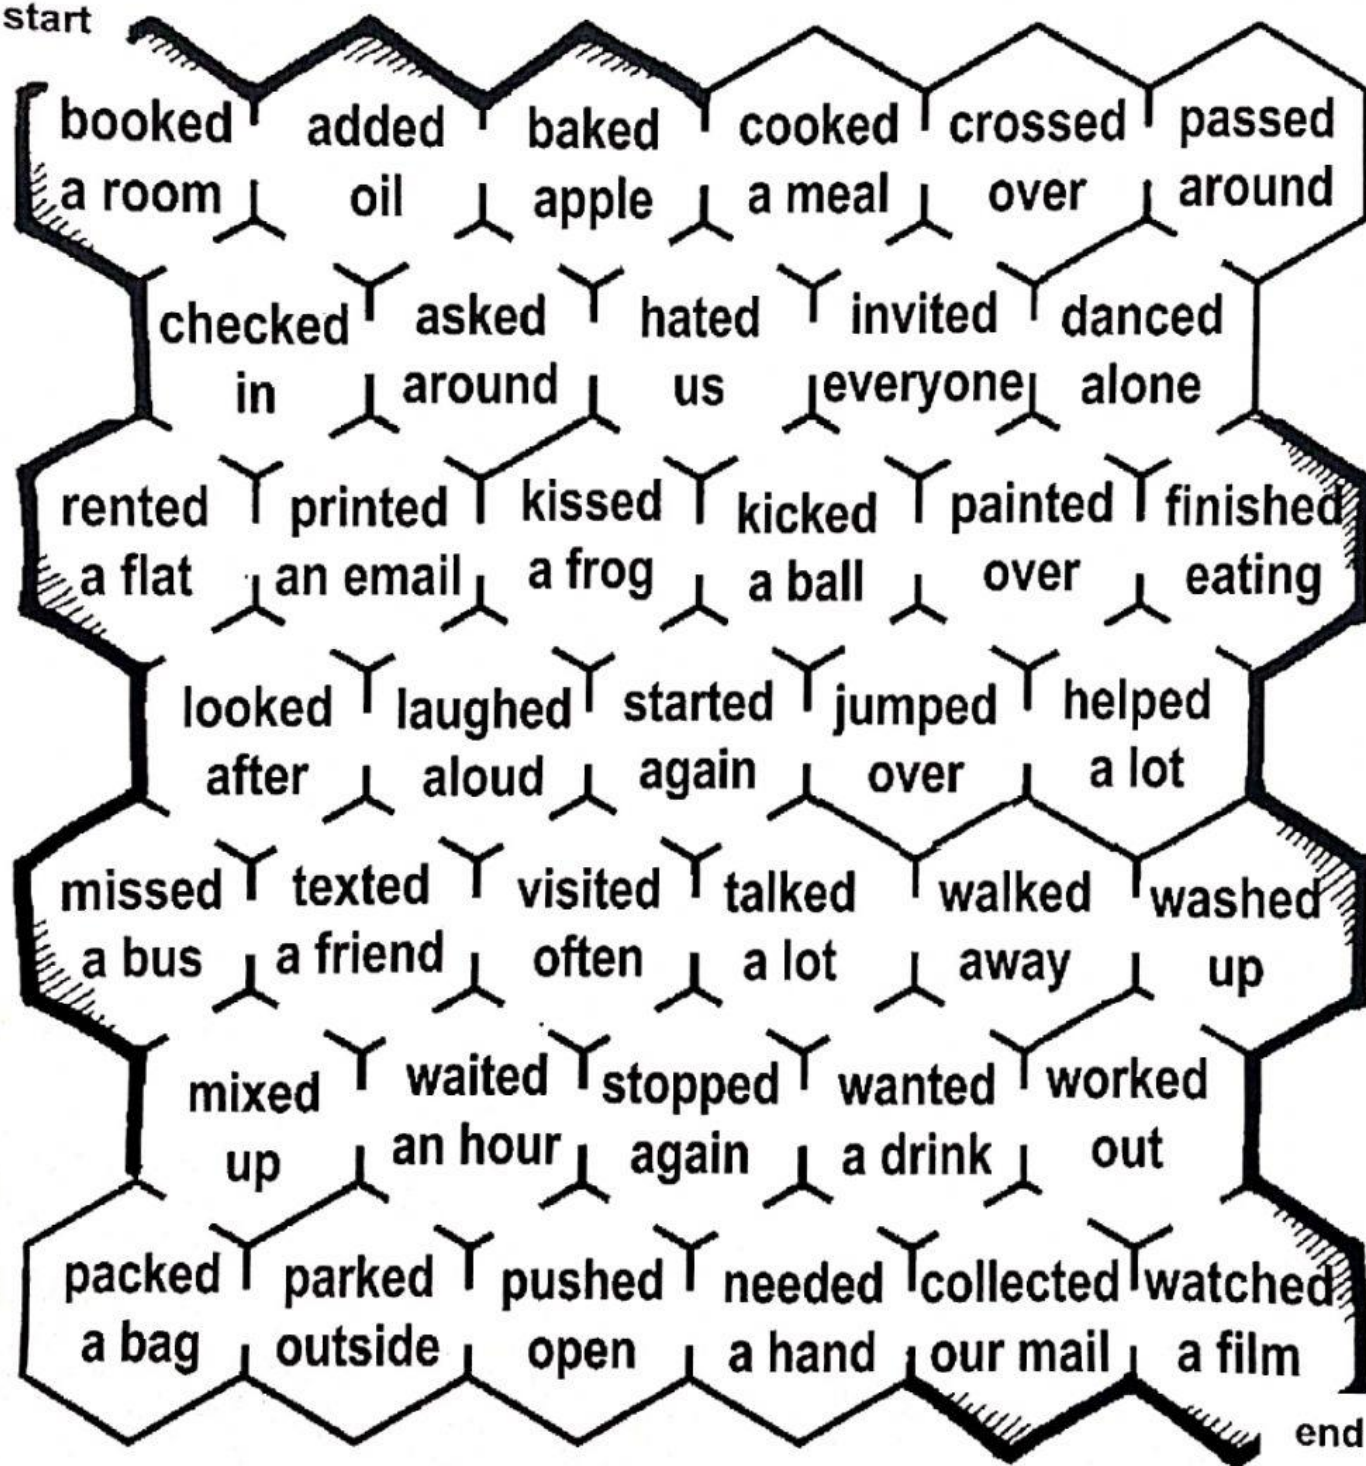 start
booked added baked cooked crossed passed
a room oil apple a meal over around
checked asked hated invited danced
in around us everyone alone
rented printed kissed kicked painted finished
a flat an email a frog a ball over eating
looked laughed started jumped helped
after aloud again over a lot
missed texted visited talked walked washed
a bus a friend often a lot away up
mixed waited stopped wanted worked
up an hour again a drink out
packed parked pushed needed collected watched
a bag outside open a hand our mail a film
end